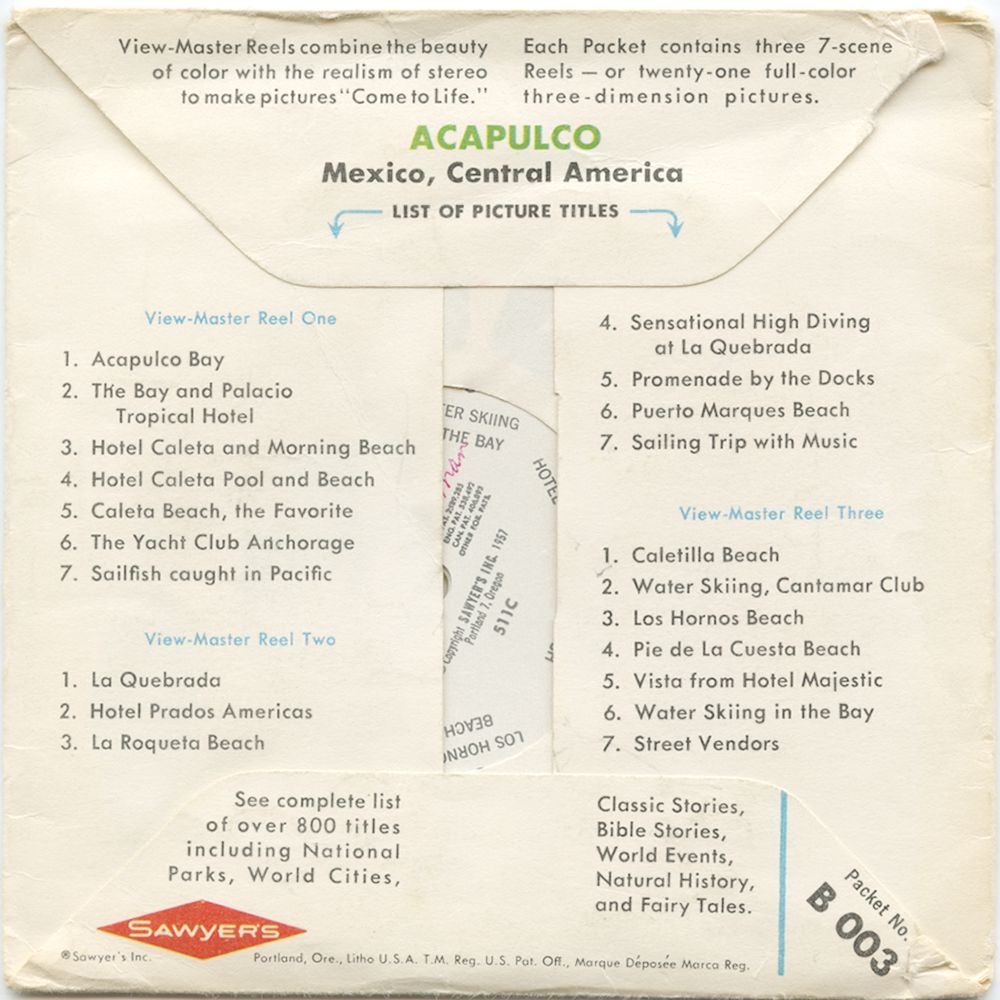 View-Master Reels combine the beauty
of color with the realism of stereo
to make pictures "Come to Life."
Each Packet contains three 7-scene
Reels — or twenty-one full-color
three-dimension pictures.
ACAPULCO
Mexico, Central America
LIST OF PICTURE TITLES
View-Master Reel One
1. Acapulco Bay
2. The Bay and Palacio
Tropical Hotel
3. Hotel Caleta and Morning Beach
4. Hotel Caleta Pool and Beach
5. Caleta Beach, the Favorite
6. The Yacht Club Anchorage
7. Sailfish caught in Pacific
View-Master Reel Two
1. La Quebrada
2. Hotel Prados Americas
3. La Roqueta Beach
4. Sensational High Diving
at La Quebrada
5. Promenade by the Docks
6. Puerto Marques Beach
7. Sailing Trip with Music
View-Master Reel Three
1. Caletilla Beach
2. Water Skiing, Cantamar Club
3. Los Hornos Beach
4. Pie de La Cuesta Beach
5. Vista from Hotel Majestic
6. Water Skiing in the Bay
7. Street Vendors
ER SKIING
THE BAY
HOTEL
OTHER FOR. PATS.
Copyright SAWYER'S INC. 1957
Portland 7, Oregon
511C
LOS HORNO
BEACH
See complete list
of over 800 titles
including National
Parks, World Cities,
Classic Stories,
Bible Stories,
World Events,
Natural History,
and Fairy Tales.
Packet No.
B 003
SAWYER'S
® Sawyer's Inc.
Portland, Ore., Litho U.S.A. T.M. Reg. U.S. Pat. Off., Marque Déposée Marca Reg.